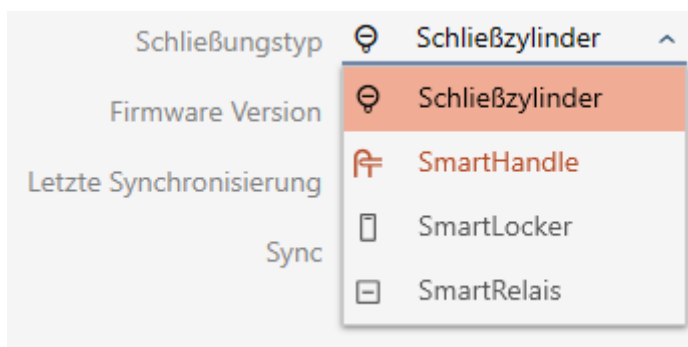 Schließungstyp Schließzylinder
Firmware Version Schließzylinder
SmartHandle
Letzte Synchronisierung
SmartLocker
Sync
SmartRelais